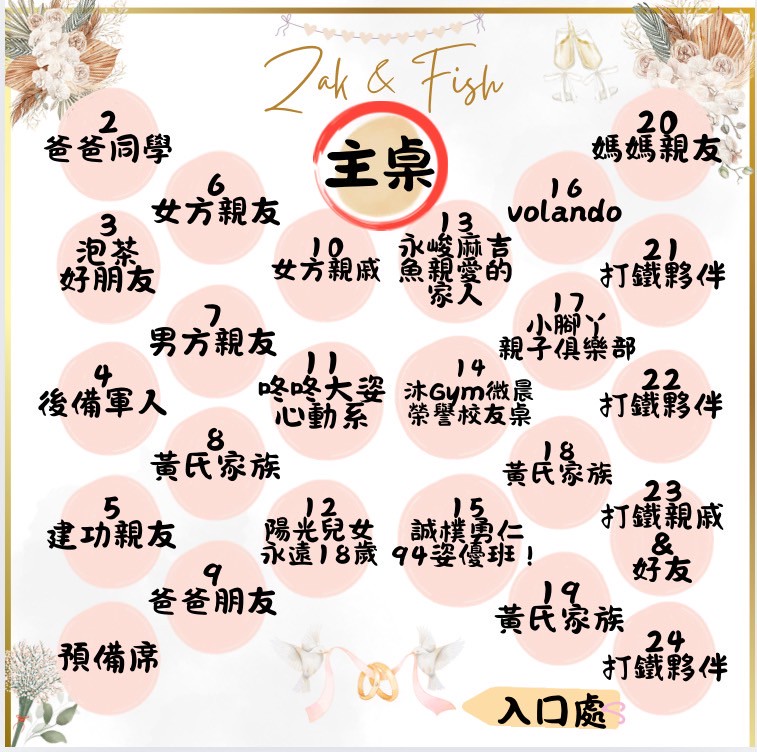 Zak & Fish
主桌
2
爸爸同學
3
泡茶
好朋友
4
後備軍人
5
建功親友
預備席
6
女方親友
7
男方親友
8
黃氏家族
9
爸爸朋友
10
女方親戚
11
咚咚大姿
心動系
12
陽光兒女
永遠18歲
13
永峻麻吉
魚親愛的
家人
14
沐Gym微晨
榮譽校友桌
15
誠樸勇仁
94姿優班!
16
volando
17
小腳丫
親子俱樂部
18
黃氏家族
19
黃氏家族
20
媽媽親友
21
打鐵夥伴
22
打鐵夥伴
23
打鐵親戚
&
好友
24
打鐵夥伴
入口處